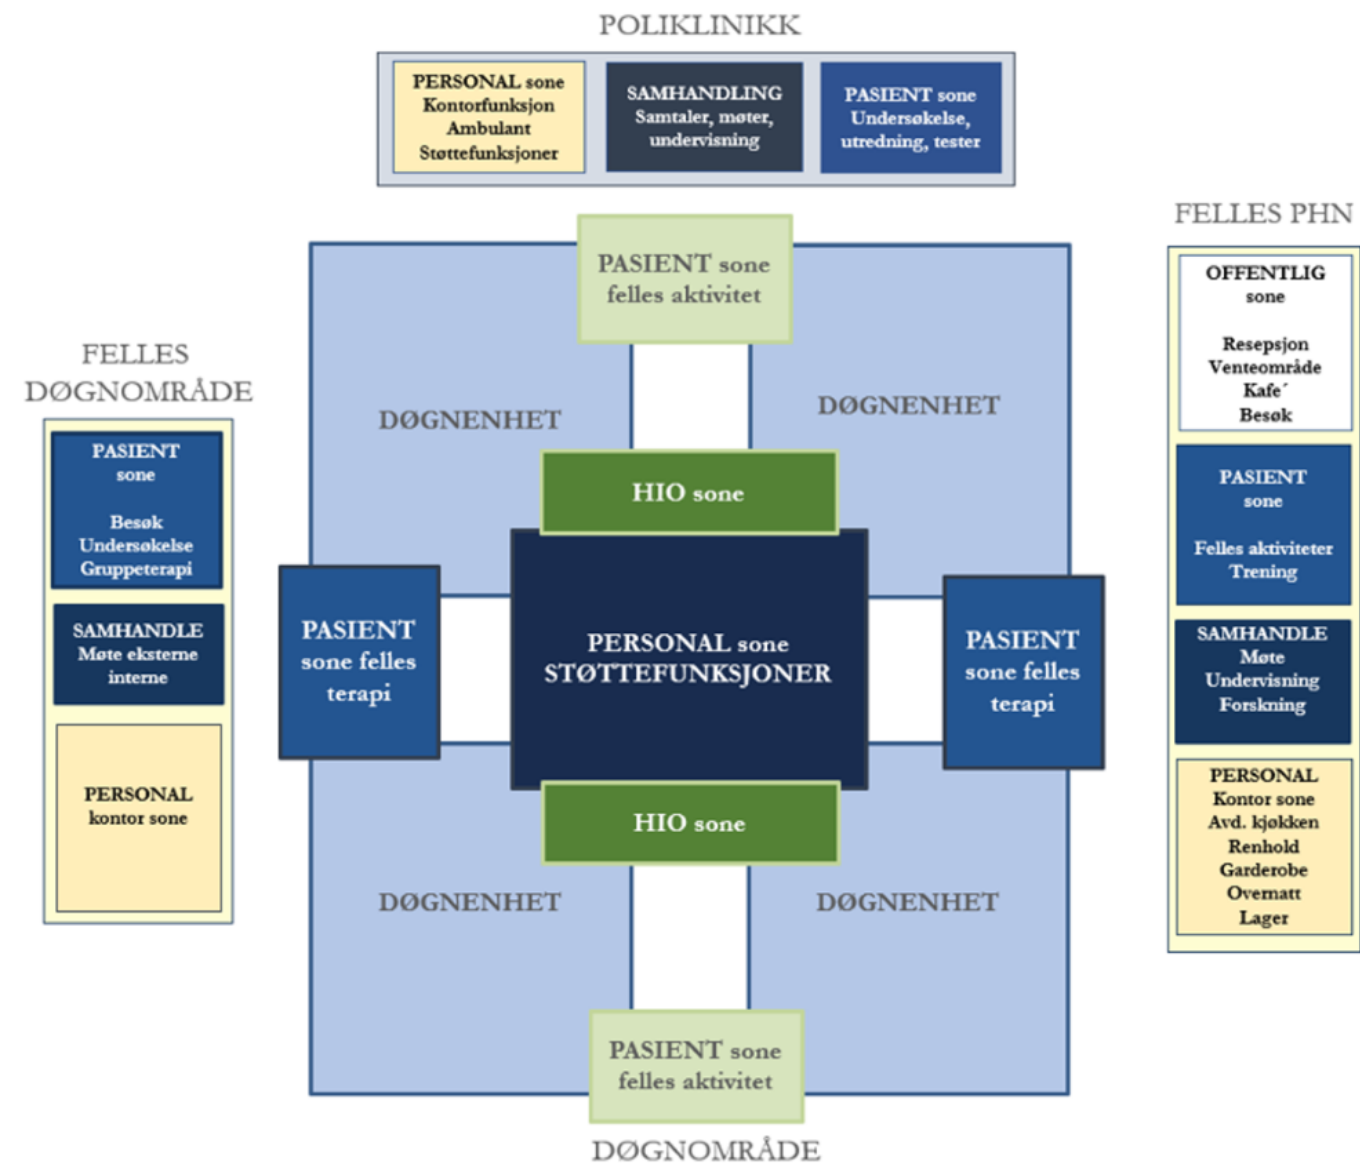 POLIKLINIKK
PERSONAL sone
Kontorfunksjon
Ambulant
Støttefunksjoner
SAMHANDLING
Samtaler, møter,
undervisning
PASIENT sone
Undersøkelse,
utredning, tester
FELLES
DØGNOMRÅDE
PASIENT
sone
Besøk
Undersøkelse
Gruppeterapi
SAMHANDLE
Møte eksterne
interne
PERSONAL
kontor sone
PASIENT sone
felles aktivitet
DØGNENHET
DØGNENHET
HIO sone
PASIENT
sone felles
terapi
PERSONAL sone
STØTTEFUNKSJONER
PASIENT
sone felles
terapi
HIO sone
DØGNENHET
DØGNENHET
PASIENT sone
felles aktivitet
DØGNOMRÅDE
FELLES PHN
OFFENTLIG
sone
Resepsjon
Venteområde
Kafe´
Besøk
PASIENT
sone
Felles aktiviteter
Trening
SAMHANDLE
Møte
Undervisning
Forskning
PERSONAL
Kontor sone
Avd. kjøkken
Renhold
Garderobe
Overnatt
Lager